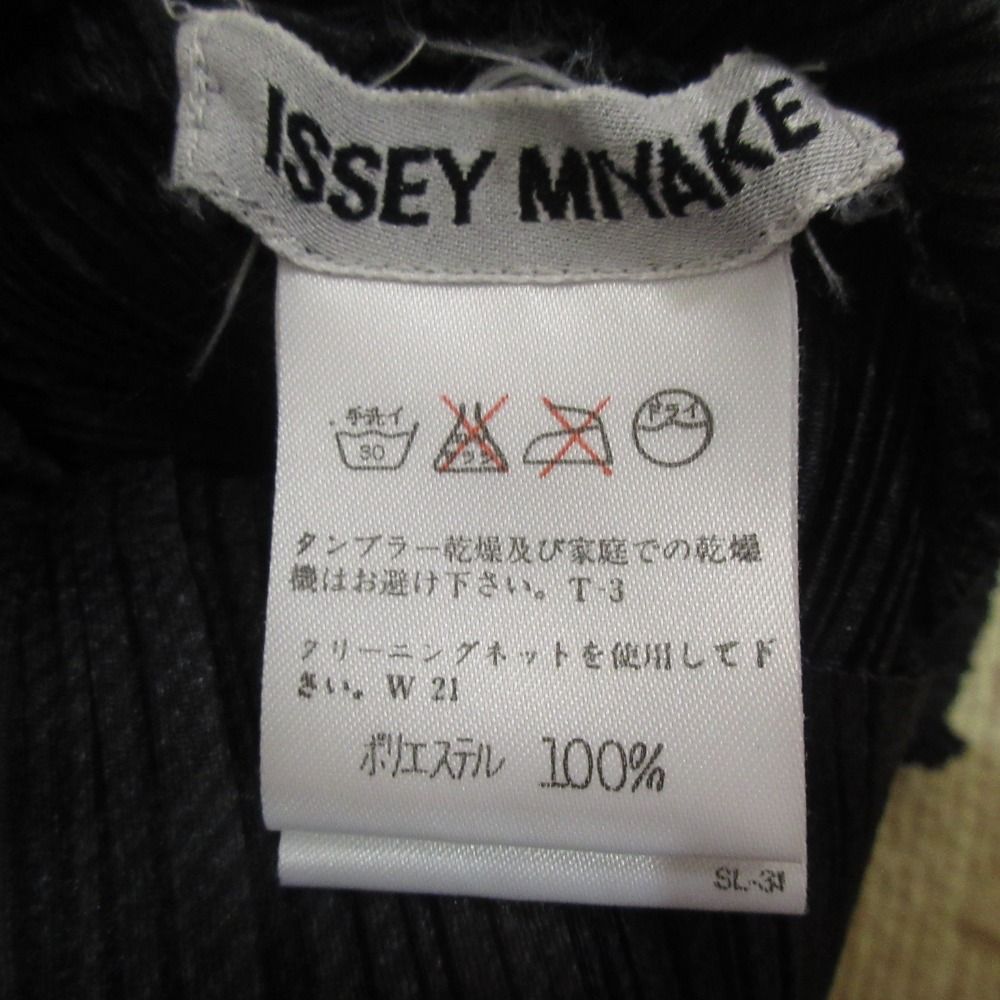 ISSEY MIYAKE
手洗イ
30
ドライ
タンブラー乾燥及び家庭での乾燥
機はお避け下さい。T-3
クリーニングネットを使用して下
さい。W 21
ポリエステル 100%